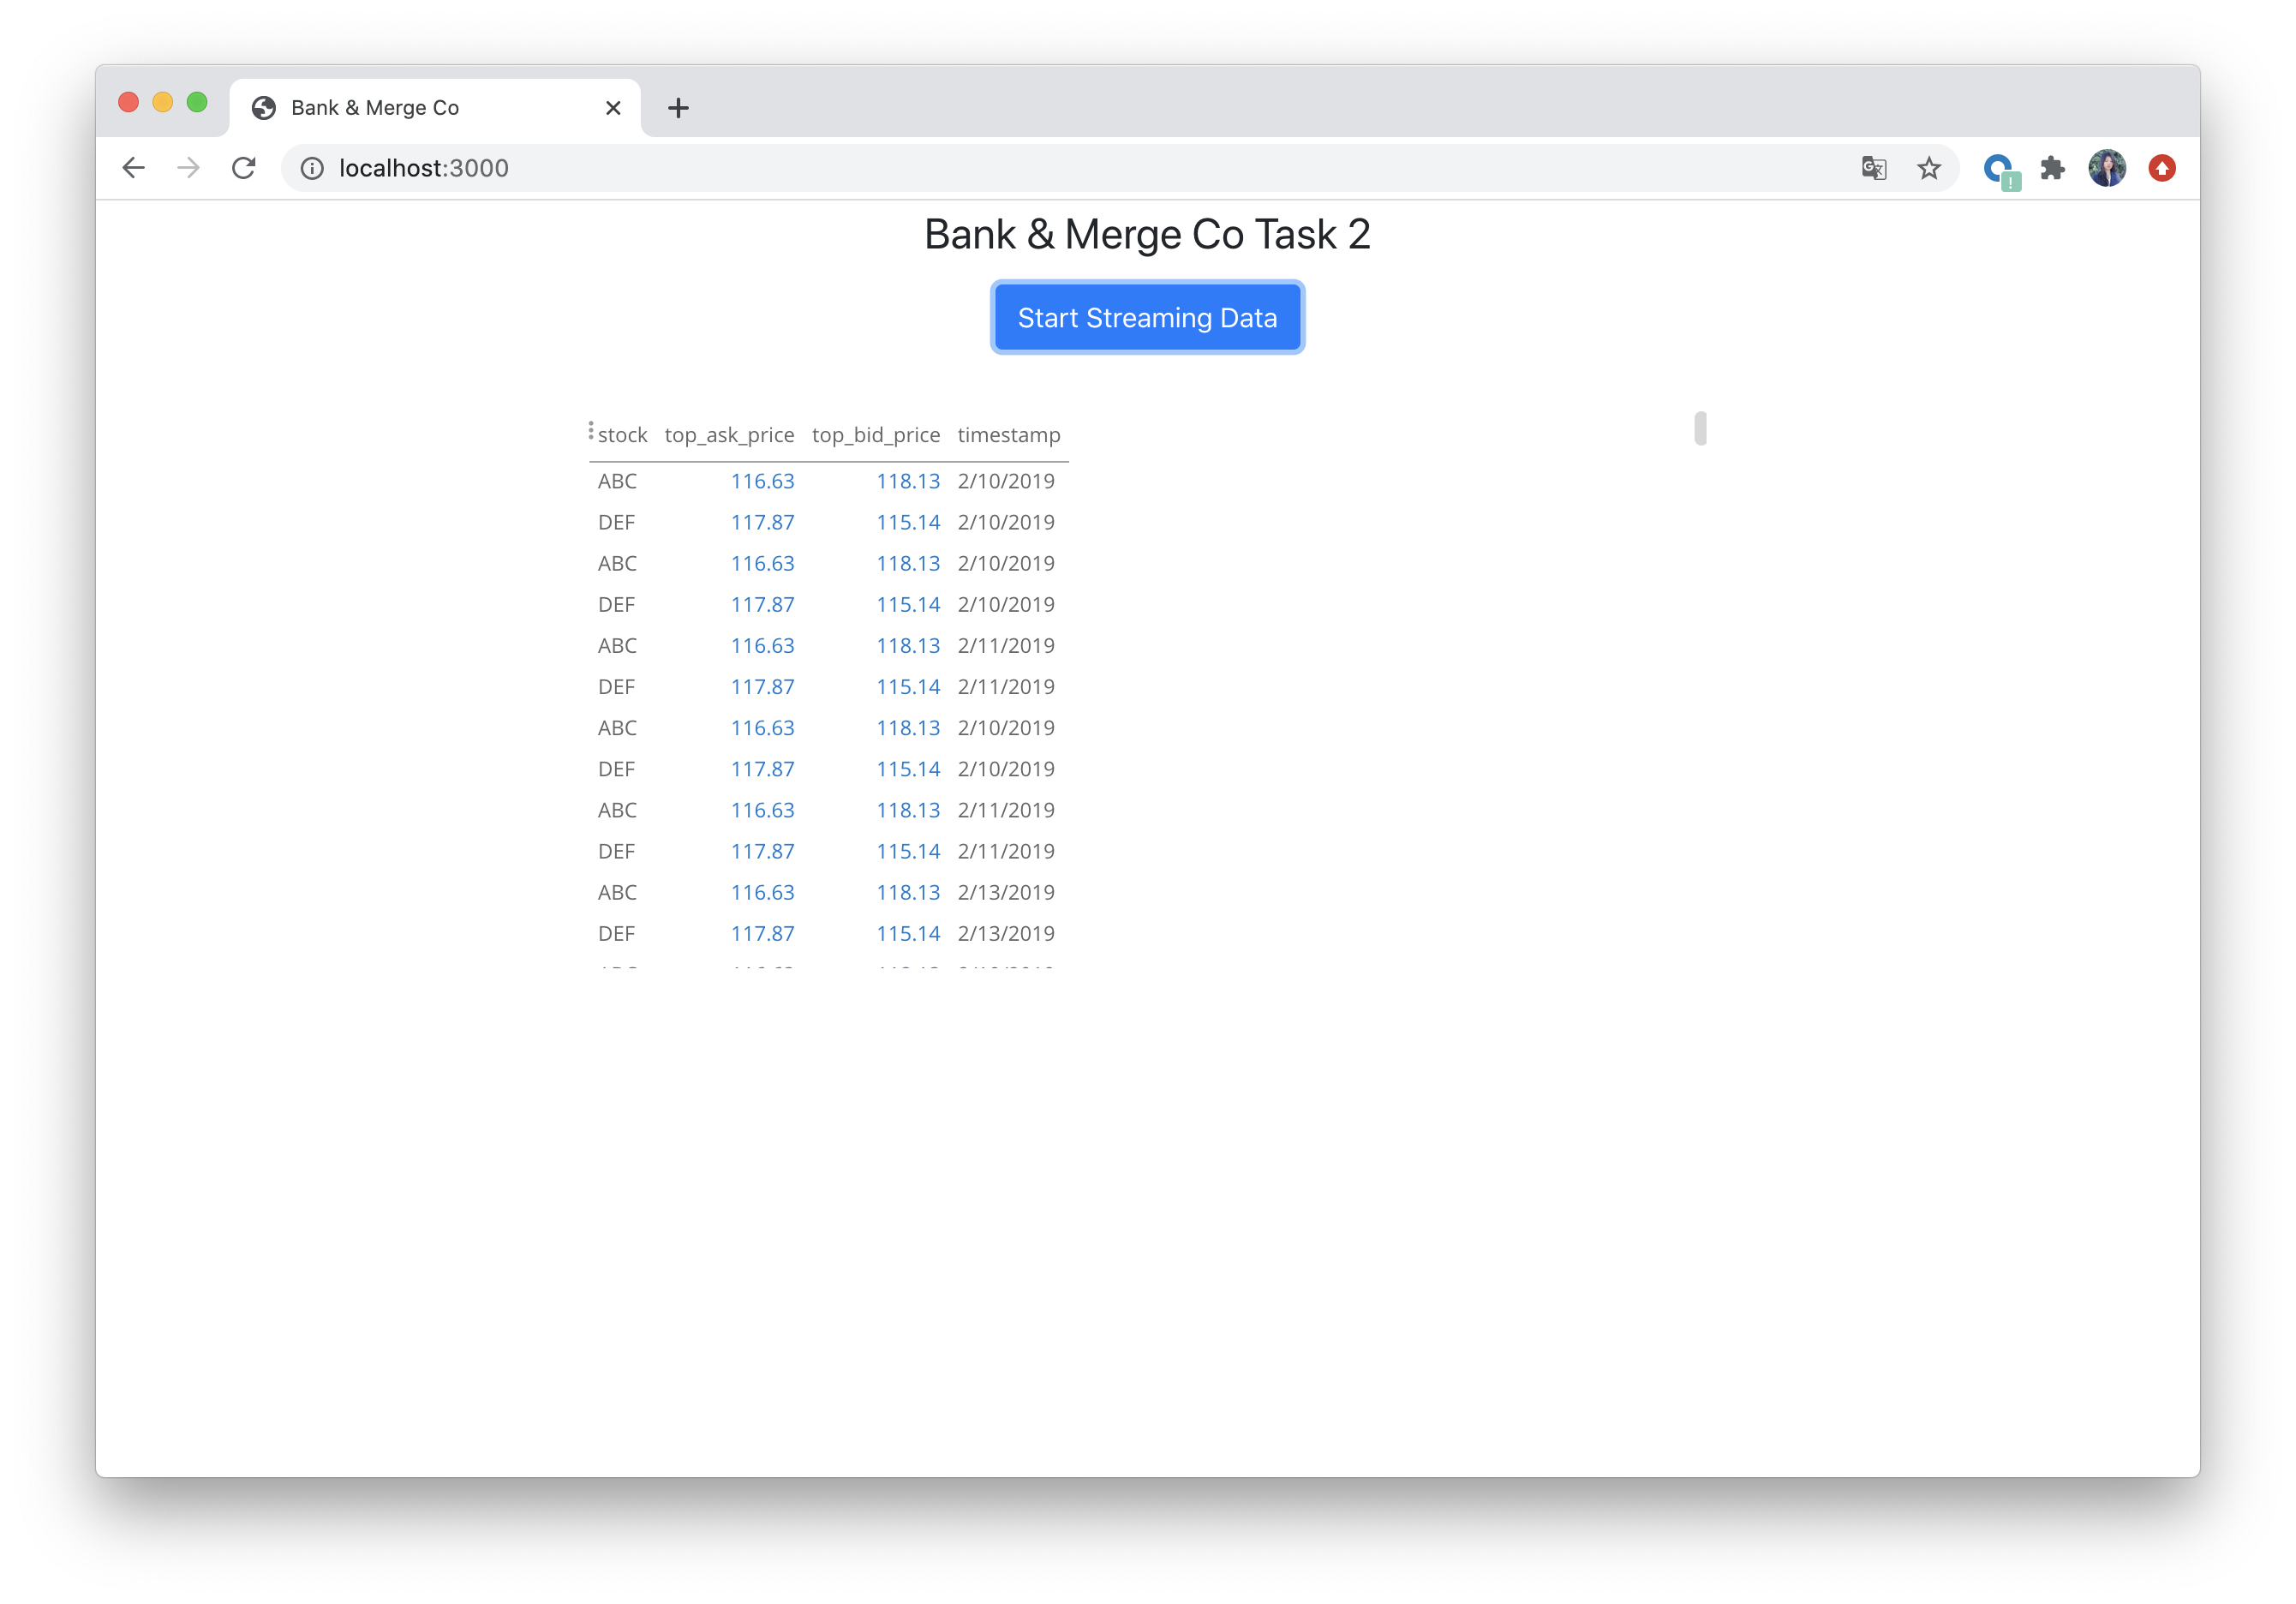 Bank & Merge Co
localhost:3000
Bank & Merge Co Task 2
Start Streaming Data
stock top_ask_price top_bid_price timestamp
ABC 116.63 118.13 2/10/2019
DEF 117.87 115.14 2/10/2019
ABC 116.63 118.13 2/10/2019
DEF 117.87 115.14 2/10/2019
ABC 116.63 118.13 2/11/2019
DEF 117.87 115.14 2/11/2019
ABC 116.63 118.13 2/10/2019
DEF 117.87 115.14 2/10/2019
ABC 116.63 118.13 2/11/2019
DEF 117.87 115.14 2/11/2019
ABC 116.63 118.13 2/13/2019
DEF 117.87 115.14 2/13/2019